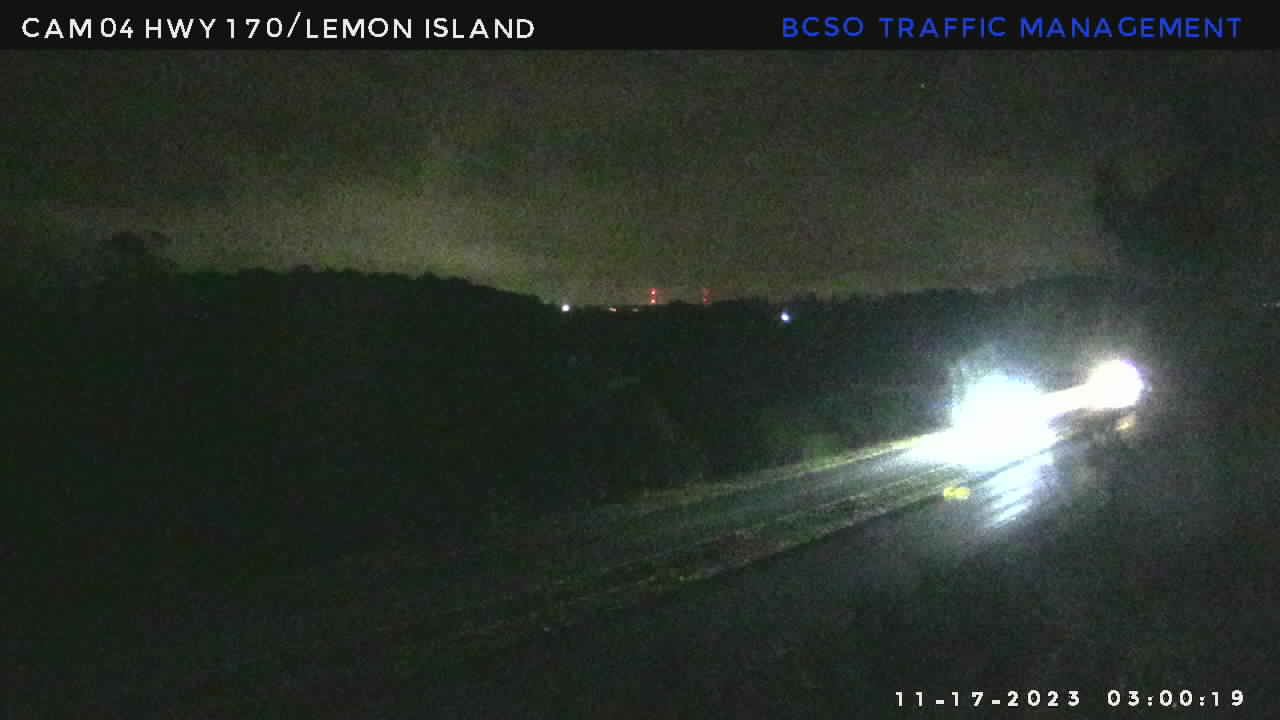 CAM04 HWY 170/LEMON ISLAND
BCSO TRAFFIC MANAGEMENT
11-17-2023 03:00:19